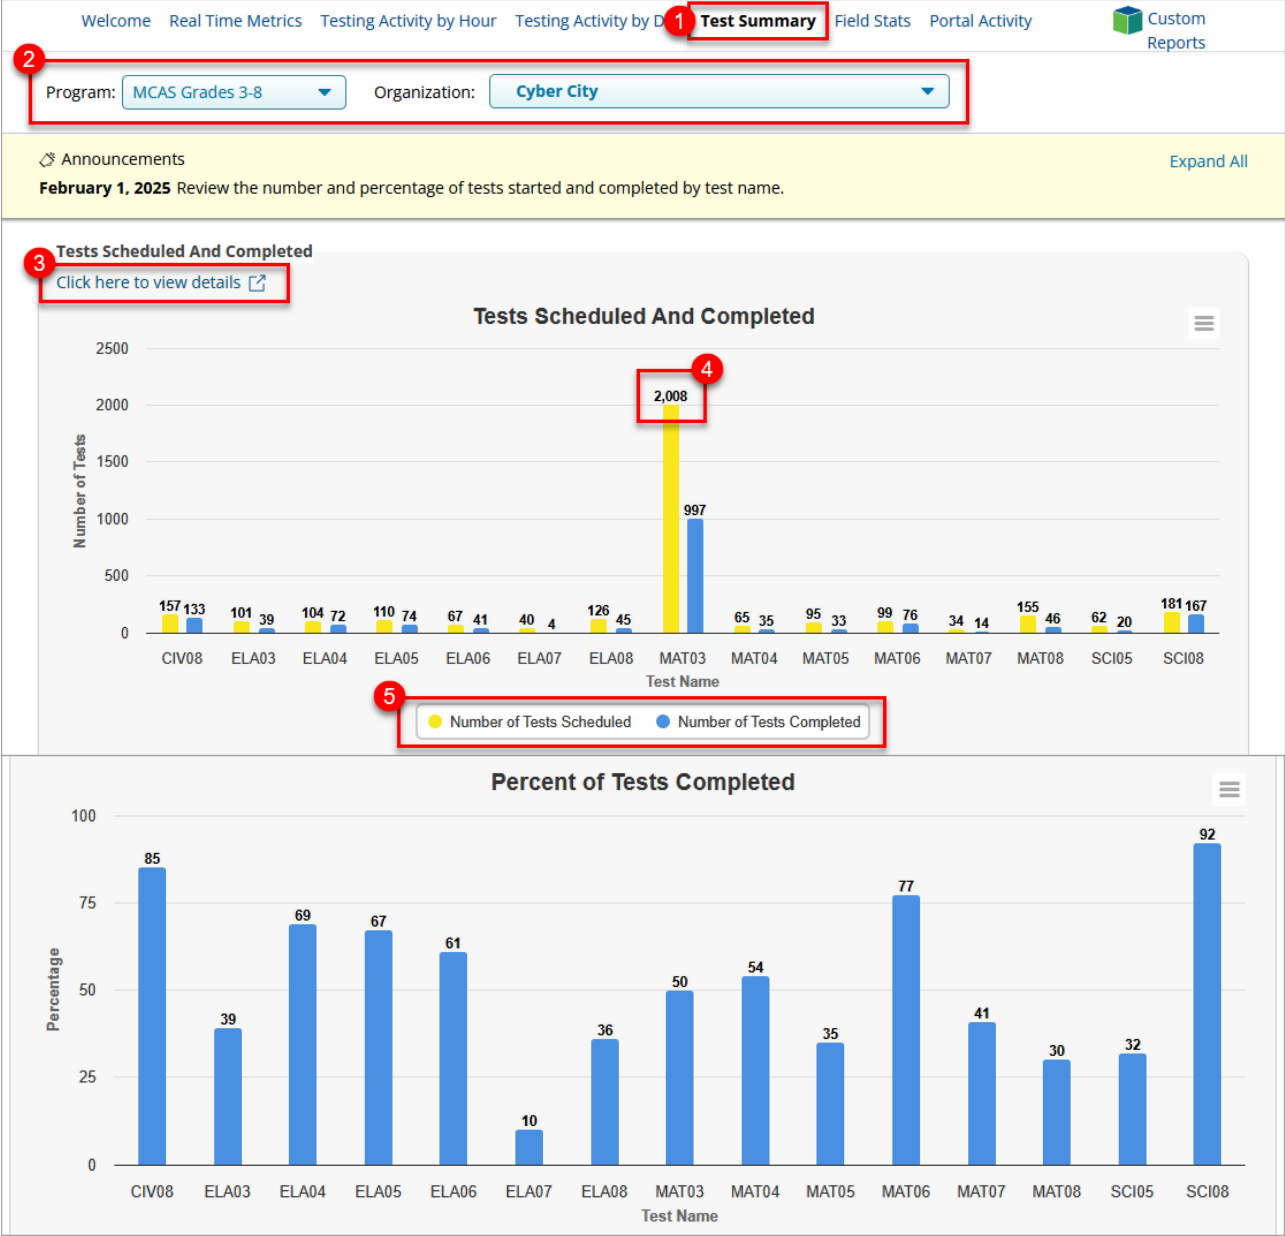 Welcome Real Time Metrics Testing Activity by Hour Testing Activity by D 1 Test Summary Field Stats Portal Activity Custom Reports
2
Program: MCAS Grades 3-8 Organization: Cyber City
Announcements Expand All
February 1, 2025 Review the number and percentage of tests started and completed by test name.
Tests Scheduled And Completed
3
Click here to view details
Tests Scheduled And Completed
2500
4
2,008
2000
1500
997
1000
500
157 133 101 39 104 72 110 74 67 41 40 4 126 45 65 35 95 33 99 76 34 14 155 46 62 20 181 167
0
Number of Tests
CIV08 ELA03 ELA04 ELA05 ELA06 ELA07 ELA08 MAT03 MAT04 MAT05 MAT06 MAT07 MAT08 SCI05 SCI08
Test Name
5
Number of Tests Scheduled Number of Tests Completed
Percent of Tests Completed
100
75
50
25
0
Percentage
85 39 69 67 61 10 36 50 54 35 77 41 30 32 92
CIV08 ELA03 ELA04 ELA05 ELA06 ELA07 ELA08 MAT03 MAT04 MAT05 MAT06 MAT07 MAT08 SCI05 SCI08
Test Name